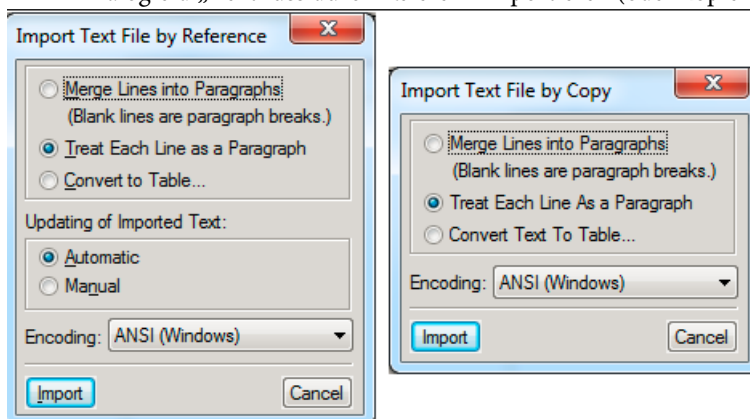 Import Text File by Reference
Merge Lines into Paragraphs
(Blank lines are paragraph breaks.)
Treat Each Line as a Paragraph
Convert to Table...
Updating of Imported Text:
Automatic
Manual
Encoding: ANSI (Windows)
Import Cancel
Import Text File by Copy
Merge Lines into Paragraphs
(Blank lines are paragraph breaks.)
Treat Each Line As a Paragraph
Convert Text To Table...
Encoding: ANSI (Windows)
Import Cancel